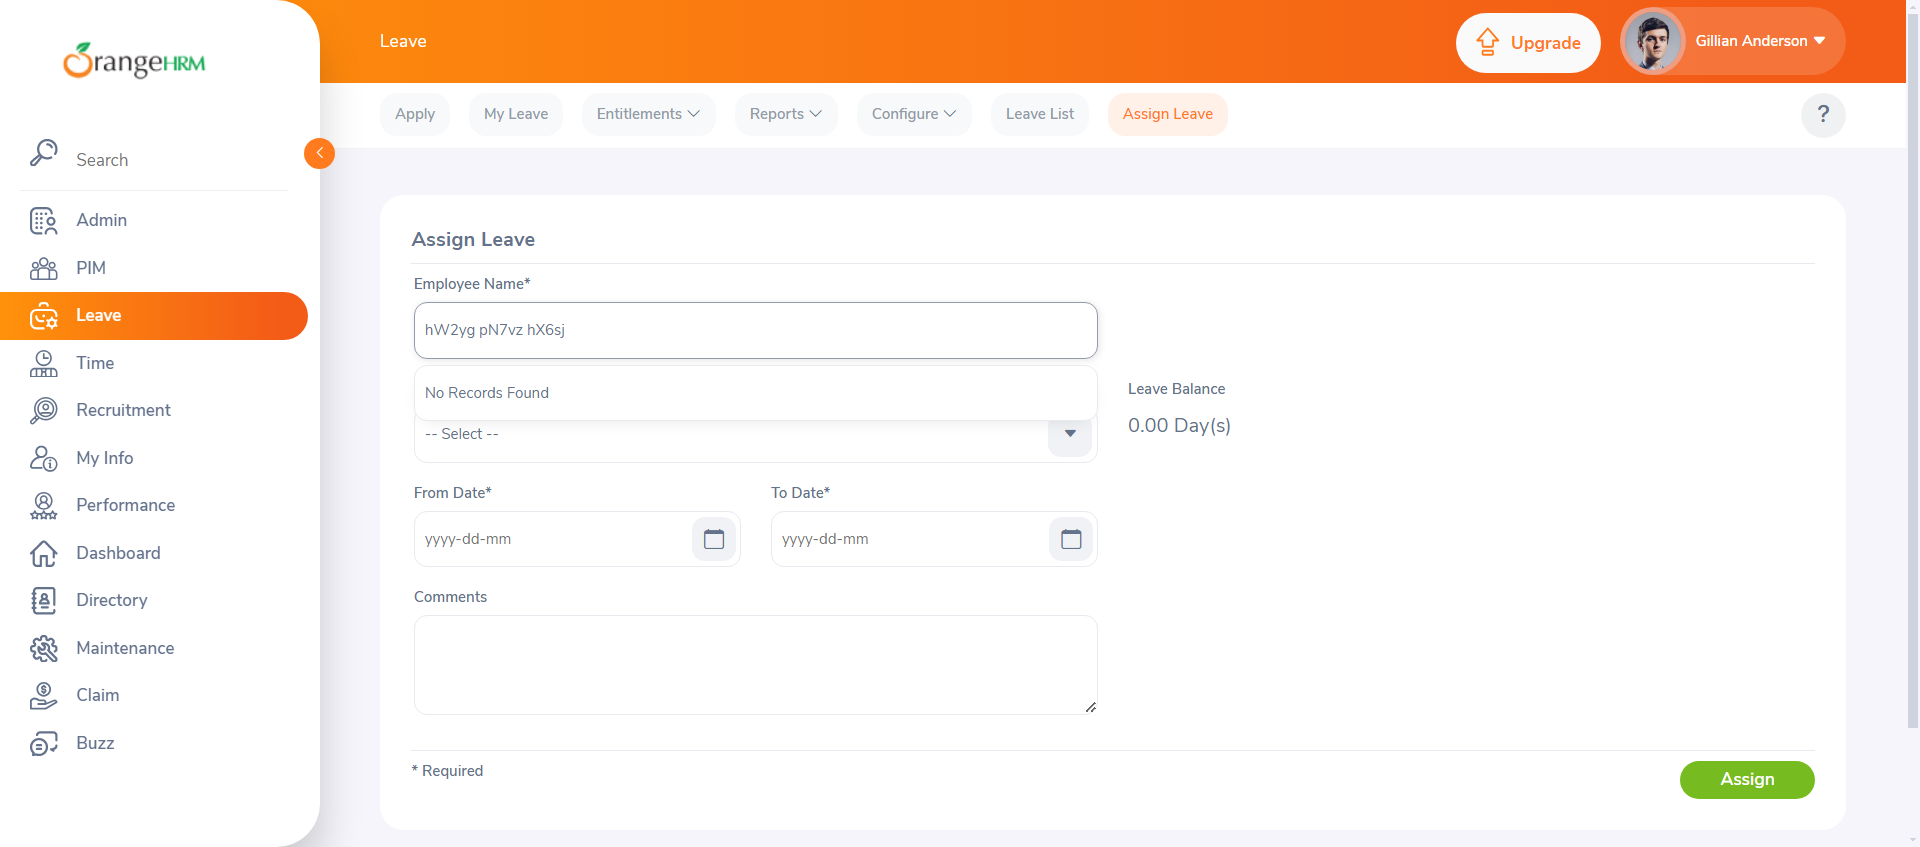 OrangeHRM
Search
Admin
PIM
Leave
Time
Recruitment
My Info
Performance
Dashboard
Directory
Maintenance
Claim
Buzz
Leave
Upgrade
Gillian Anderson
Apply
My Leave
Entitlements
Reports
Configure
Leave List
Assign Leave
?
Assign Leave
Employee Name*
hW2yg pN7vz hX6sj
No Records Found
-- Select --
Leave Balance
0.00 Day(s)
From Date*
To Date*
yyyy-dd-mm
yyyy-dd-mm
Comments
* Required
Assign